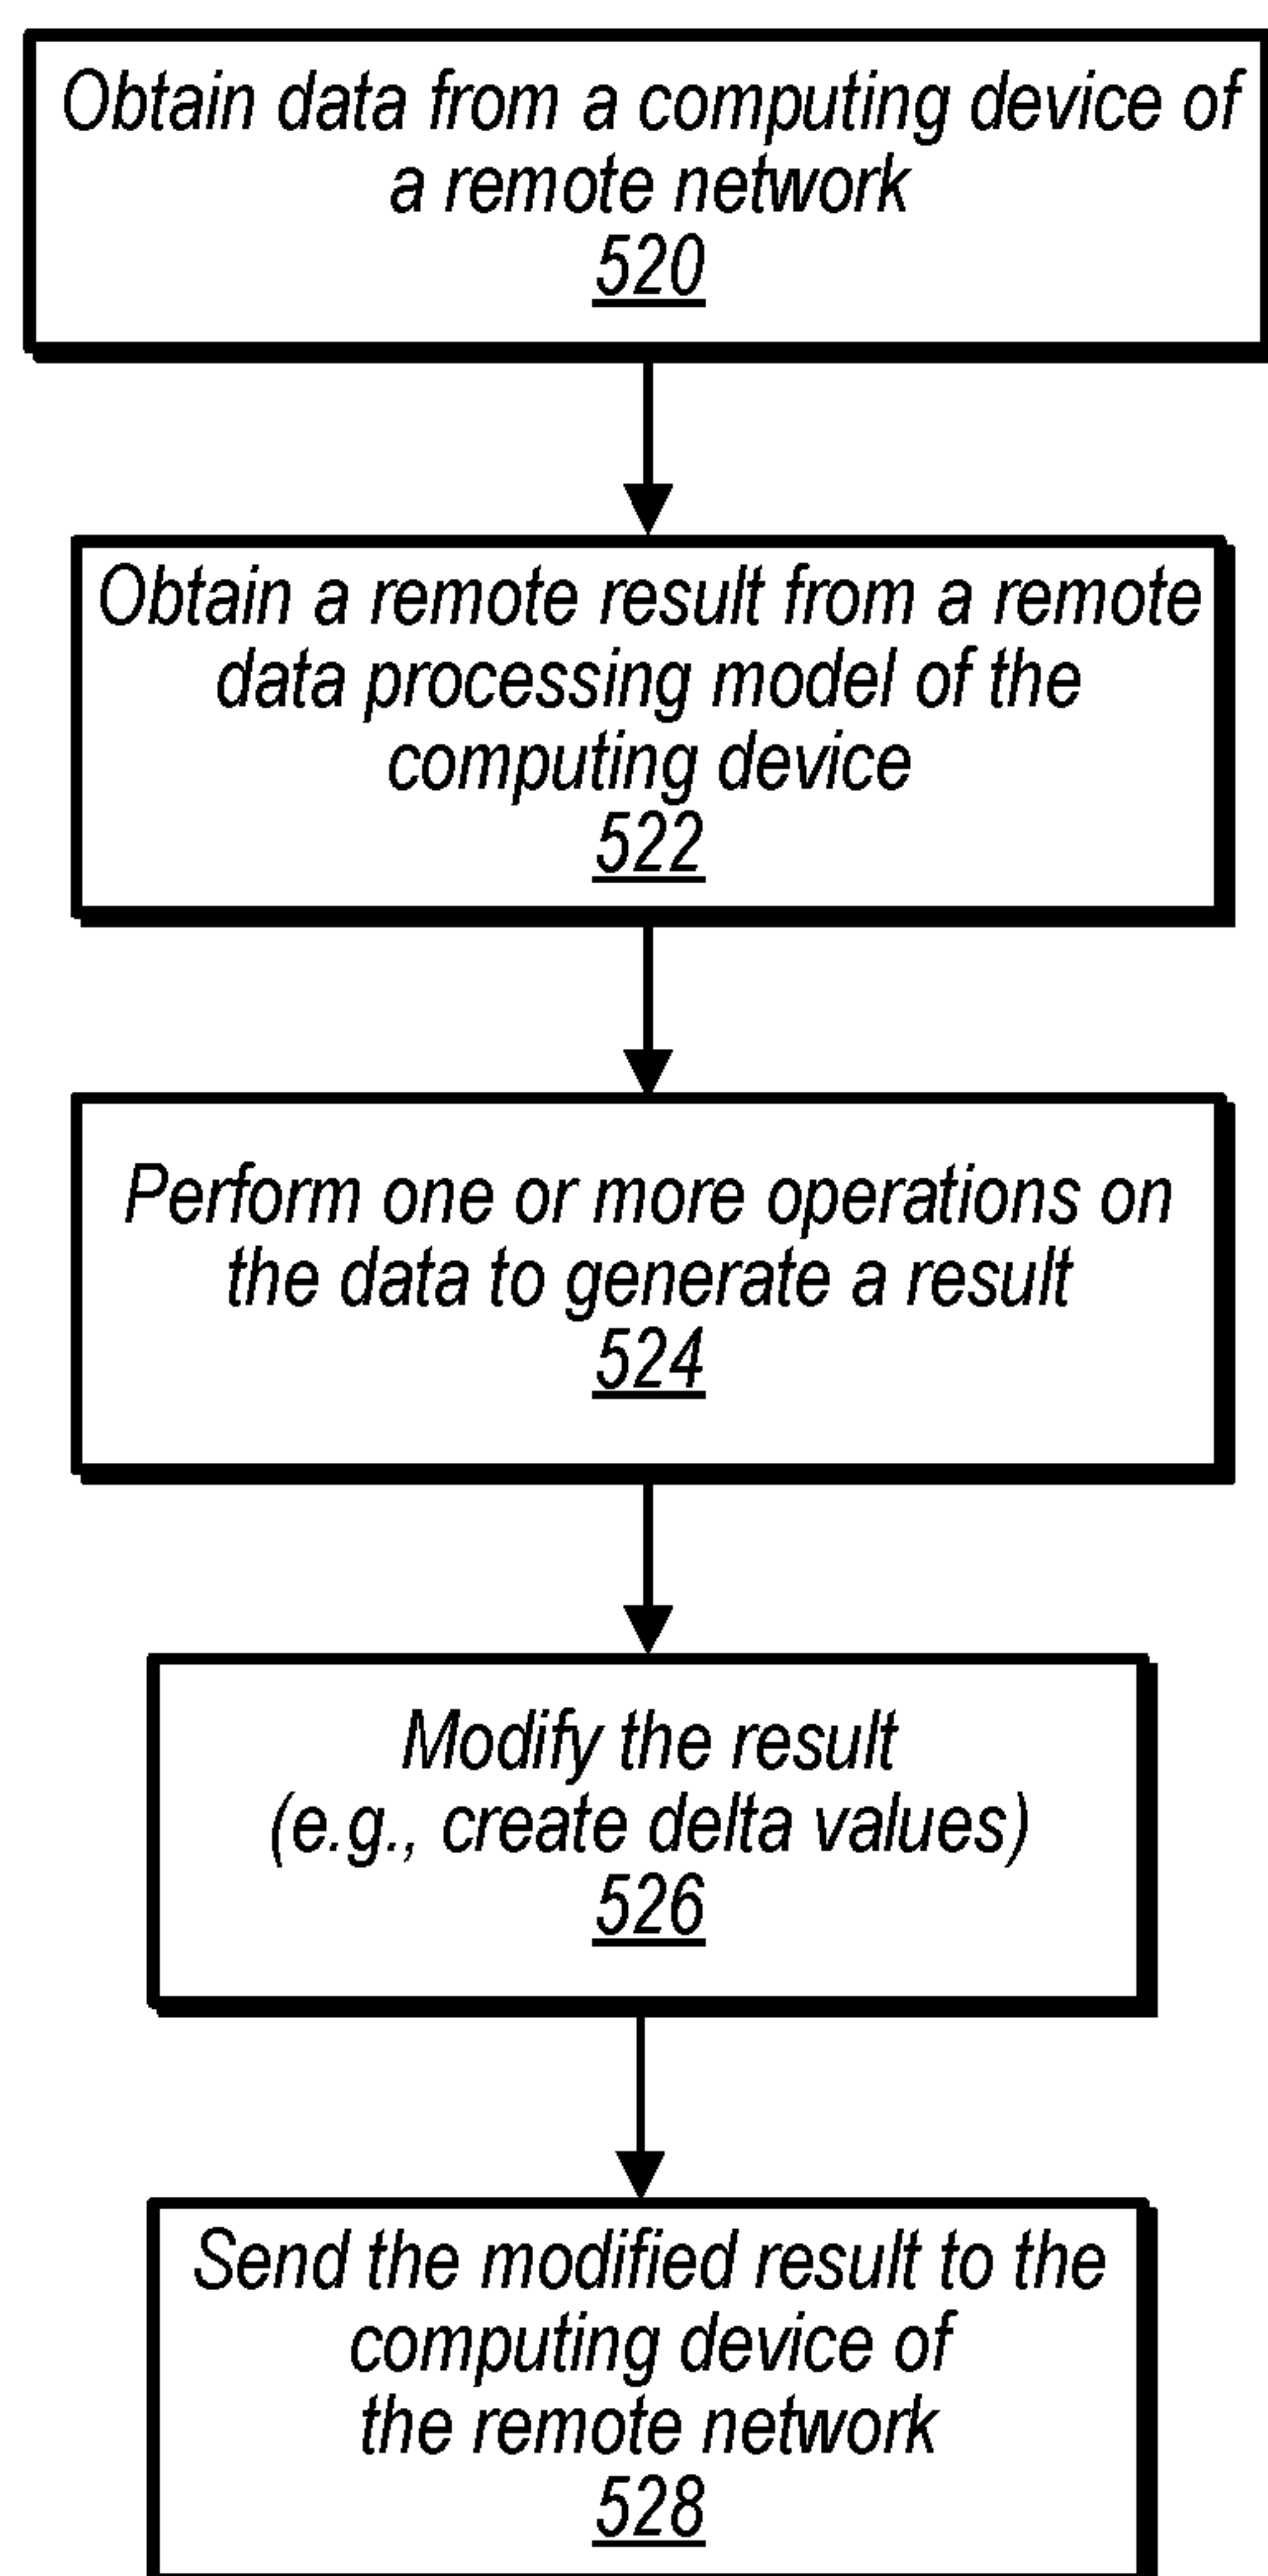 Obtain data from a computing device of
a remote network
520
Obtain a remote result from a remote
data processing model of the
computing device
522
Perform one or more operations on
the data to generate a result
524
Modify the result
(e.g., create delta values)
526
Send the modified result to the
computing device of
the remote network
528